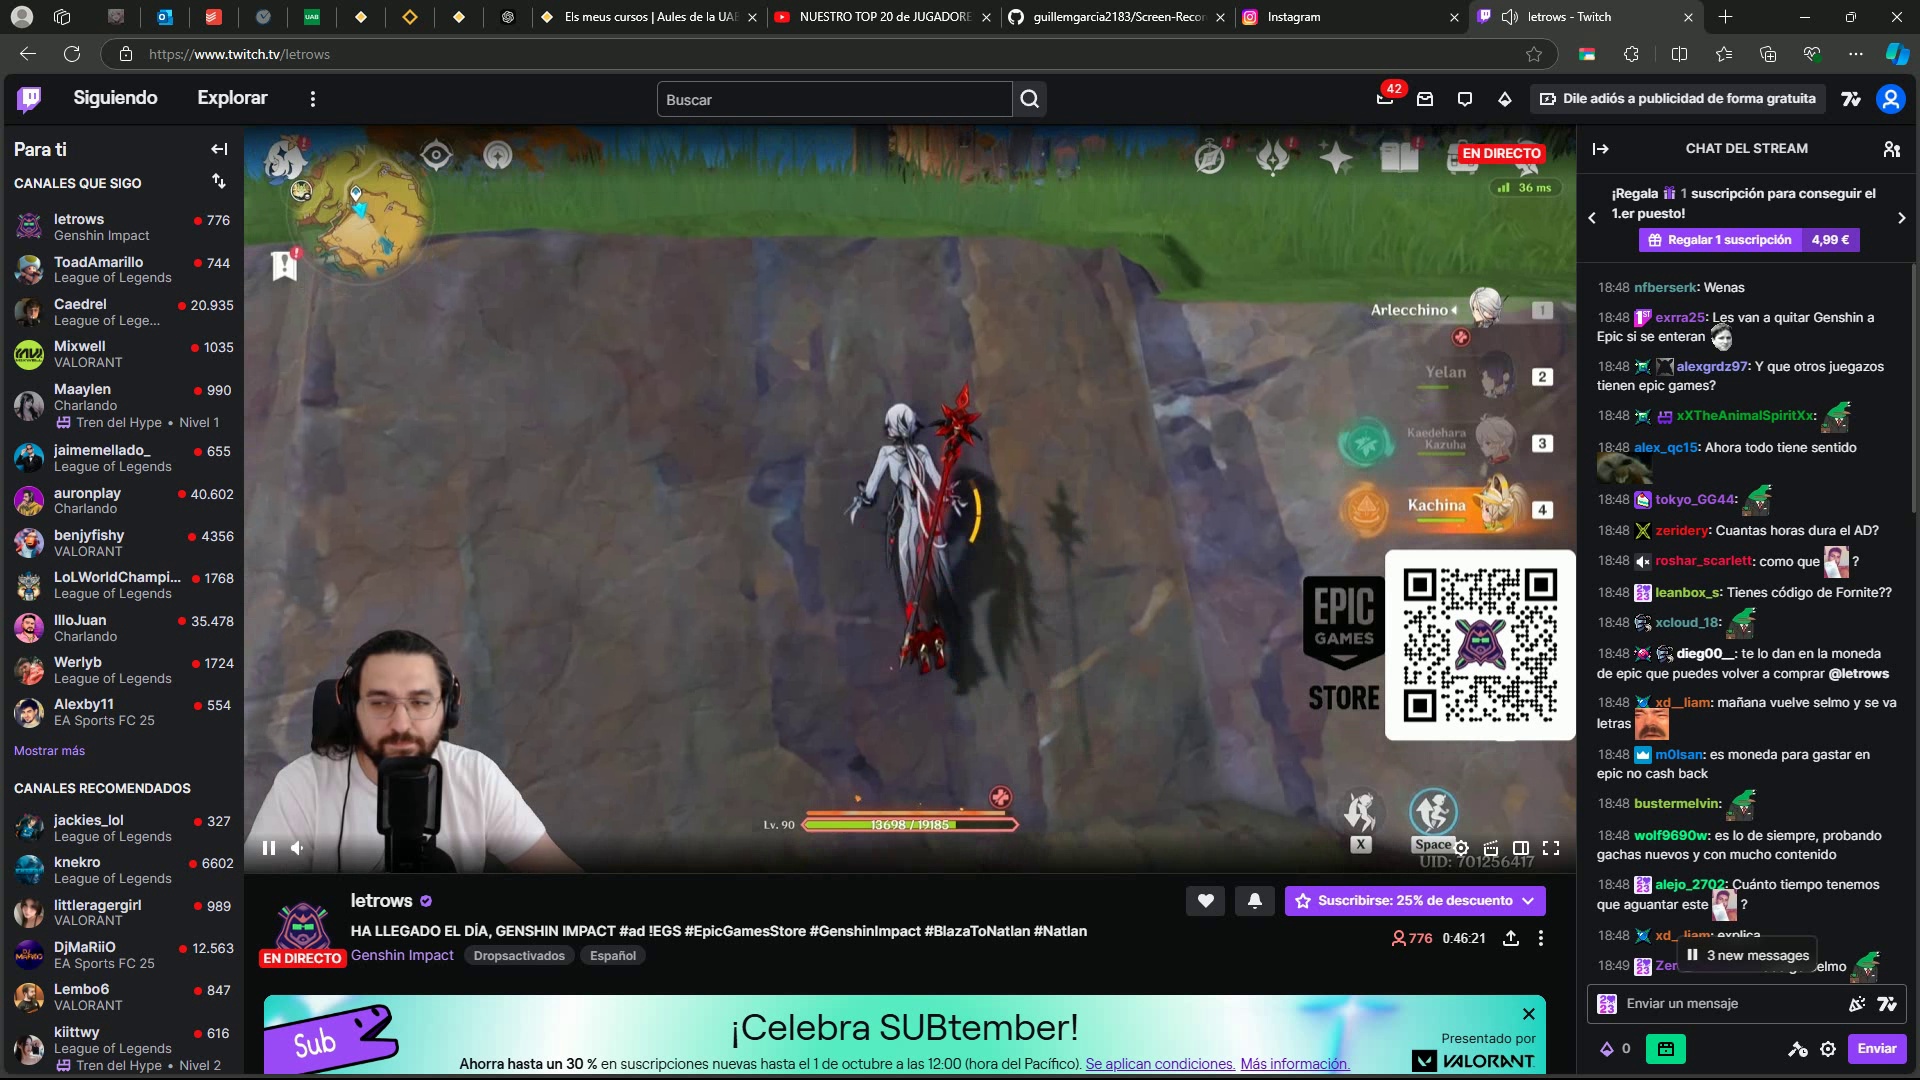 Els meus cursos | Aules de la UAB
NUESTRO TOP 20 de JUGADORE
guillemgarcia2183/Screen-Recor
Instagram
letrows - Twitch
https://www.twitch.tv/letrows
Siguiendo
Explorar
Buscar
42
Dile adiós a publicidad de forma gratuita
Para ti
CANALES QUE SIGO
letrows
776
Genshin Impact
ToadAmarillo
744
League of Legends
Caedrel
20.935
League of Lege...
Mixwell
1035
VALORANT
Maaylen
990
Charlando
Tren del Hype • Nivel 1
jaimemellado_
655
League of Legends
auronplay
40.602
Charlando
benjyfishy
4356
VALORANT
LoLWorldChampi...
1768
League of Legends
IlloJuan
35.478
Charlando
Werlyb
1724
League of Legends
Alexby11
554
EA Sports FC 25
Mostrar más
CANALES RECOMENDADOS
jackies_lol
327
League of Legends
knekro
6602
League of Legends
littleragergirl
989
VALORANT
DjMaRiiO
12.563
EA Sports FC 25
Lembo6
847
VALORANT
kiittwy
616
League of Legends
Tren del Hype • Nivel 2
EN DIRECTO
36 ms
Arlecchino
1
Yelan
2
Kaedehara
Kazuha
3
Kachina
4
EPIC
GAMES
STORE
Lv. 90
13698 / 19185
X
Space
UID: 701256417
letrows
HA LLEGADO EL DÍA, GENSHIN IMPACT #ad !EGS #EpicGamesStore #GenshinImpact #BlazaToNatlan #Natlan
EN DIRECTO
Genshin Impact
Dropsactivados
Español
Suscribirse: 25% de descuento
776
0:46:21
Sub
¡Celebra SUBtember!
Ahorra hasta un 30 % en suscripciones nuevas hasta el 1 de octubre a las 12:00 (hora del Pacífico). Se aplican condiciones. Más información.
Presentado por
VALORANT
CHAT DEL STREAM
¡Regala 1 suscripción para conseguir el
1.er puesto!
Regalar 1 suscripción
4,99 €
18:48 nfberserk: Wenas
18:48 exrra25: Les van a quitar Genshin a
Epic si se enteran
18:48 alexgrdz97: Y que otros juegazos
tienen epic games?
18:48 xXTheAnimalSpiritXx:
18:48 alex_qc15: Ahora todo tiene sentido
18:48 tokyo_GG44:
18:48 zeridery: Cuantas horas dura el AD?
18:48 roshar_scarlett: como que ?
18:48 leanbox_s: Tienes código de Fornite??
18:48 xcloud_18:
18:48 dieg00__: te lo dan en la moneda
de epic que puedes volver a comprar @letrows
18:48 xd__liam: mañana vuelve selmo y se va
letras
18:48 m0lsan: es moneda para gastar en
epic no cash back
18:48 bustermelvin:
18:48 wolf9690w: es lo de siempre, probando
gachas nuevos y con mucho contenido
18:48 alejo_2702: Cuánto tiempo tenemos
que aguantar este ?
18:48 xd__liam: explica
3 new messages
18:49 Zer
elmo
Enviar un mensaje
0
Enviar